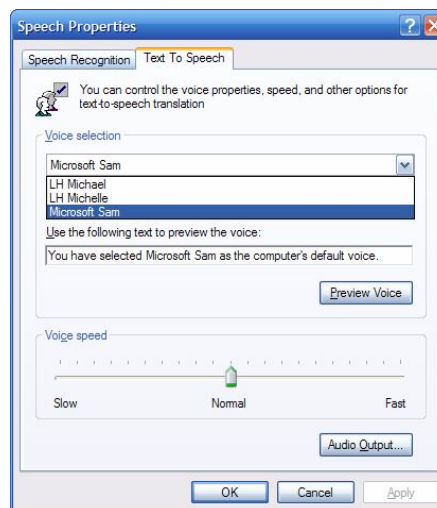 Speech Properties
Speech Recognition Text To Speech
You can control the voice properties, speed, and other options for
text-to-speech translation
Voice selection
Microsoft Sam
LH Michael
LH Michelle
Microsoft Sam
Use the following text to preview the voice:
You have selected Microsoft Sam as the computer's default voice.
Preview Voice
Voice speed
Slow Normal Fast
Audio Output...
OK Cancel Apply